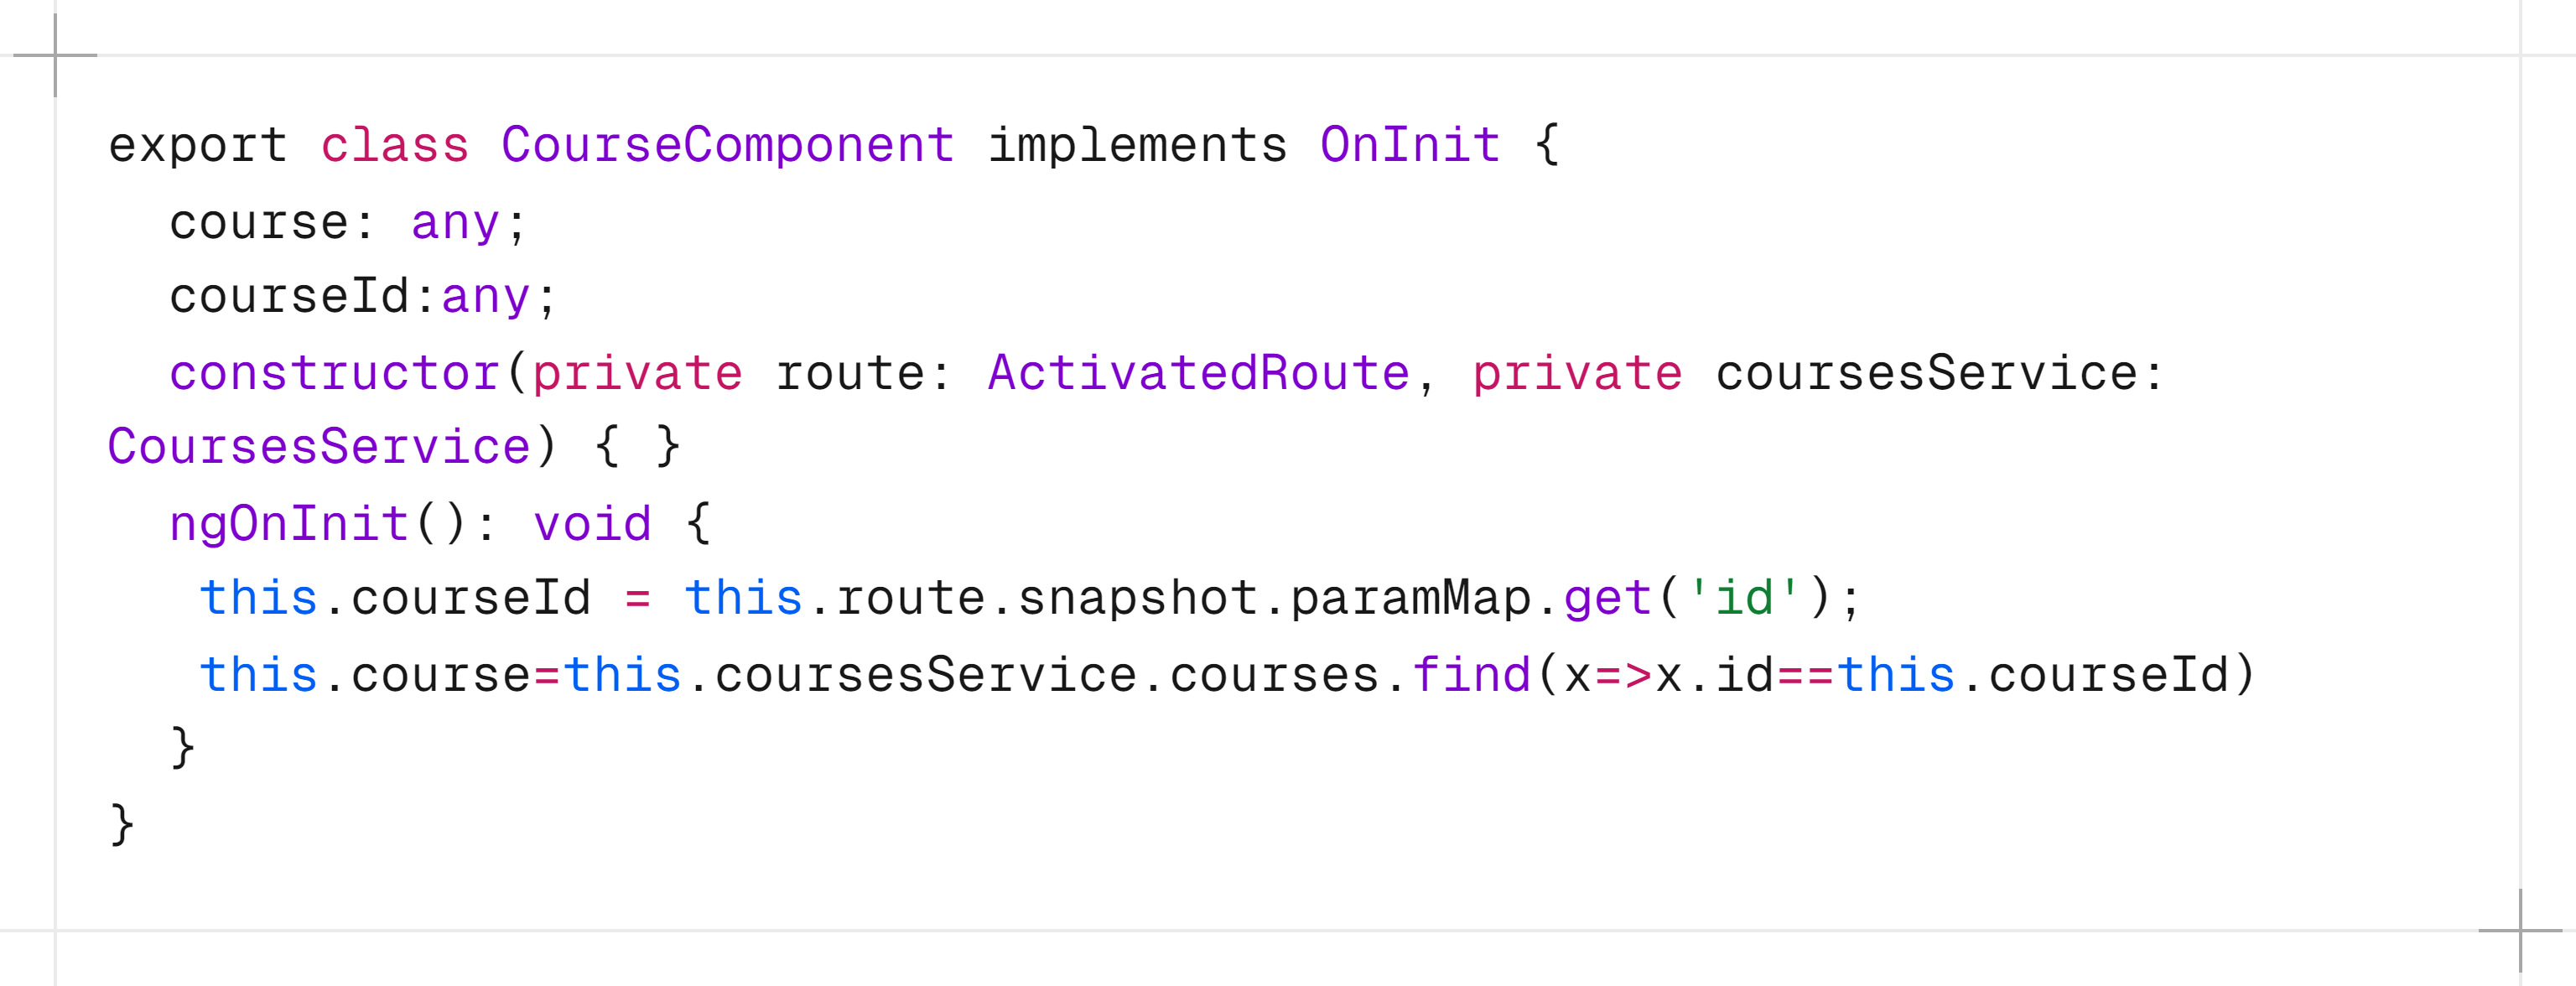 export class CourseComponent implements OnInit {
  course: any;
  courseId:any;
  constructor(private route: ActivatedRoute, private coursesService:
CoursesService) { }
  ngOnInit(): void {
   this.courseId = this.route.snapshot.paramMap.get('id');
   this.course=this.coursesService.courses.find(x=>x.id==this.courseId)
  }
}